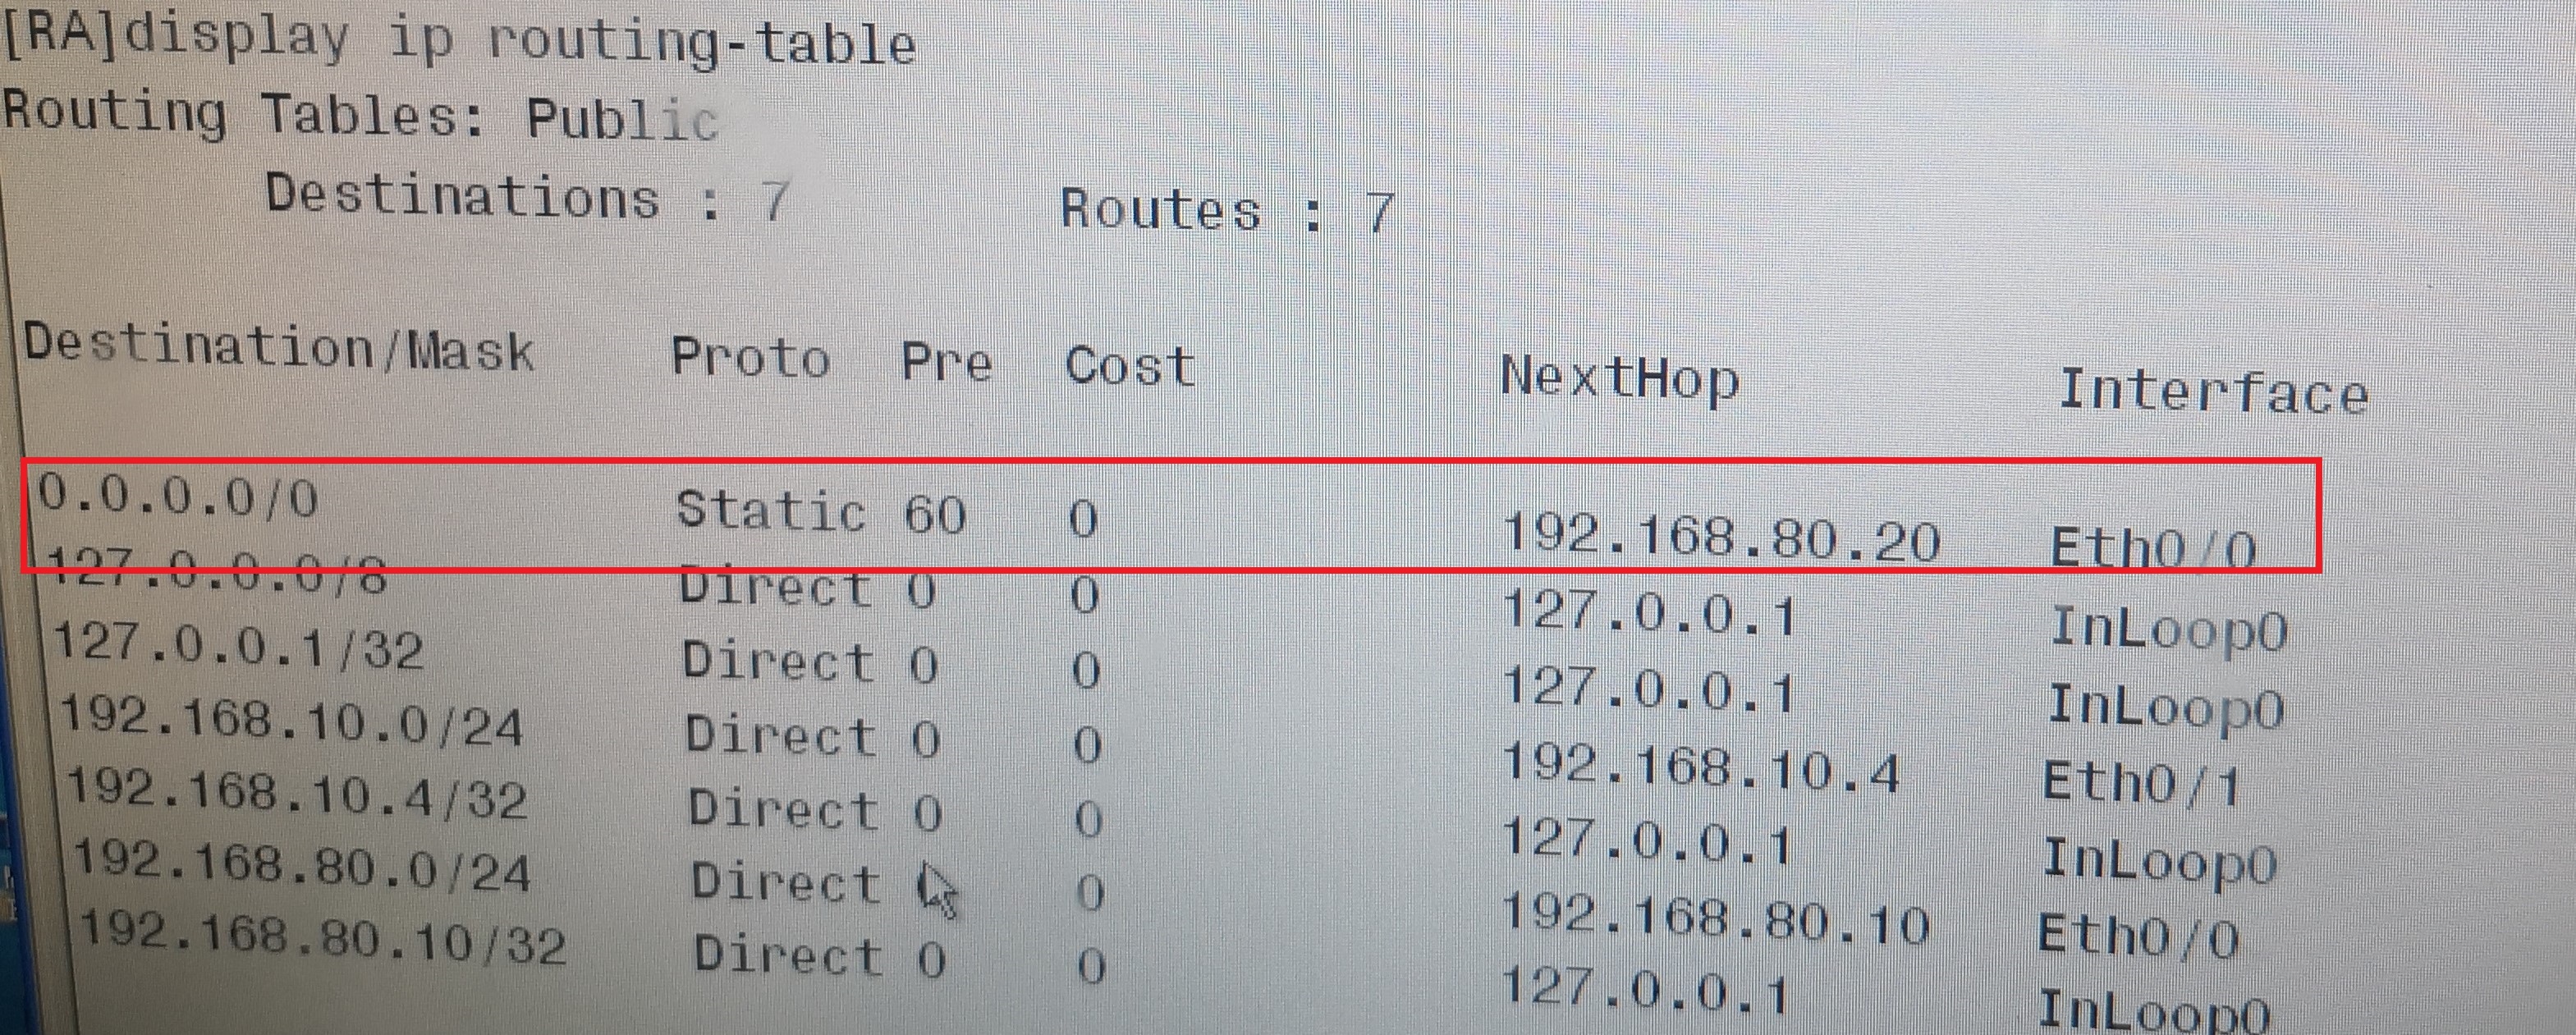 [RA]display ip routing-table
Routing Tables: Public
Destinations : 7 Routes : 7
Destination/Mask Proto Pre Cost NextHop Interface
0.0.0.0/0 Static 60 0 192.168.80.20 Eth0/0
127.0.0.0/8 Direct 0 0 127.0.0.1 InLoop0
127.0.0.1/32 Direct 0 0 127.0.0.1 InLoop0
192.168.10.0/24 Direct 0 0 192.168.10.4 Eth0/1
192.168.10.4/32 Direct 0 0 127.0.0.1 InLoop0
192.168.80.0/24 Direct 0 192.168.80.10 Eth0/0
192.168.80.10/32 Direct 0 0 127.0.0.1 InLoop0